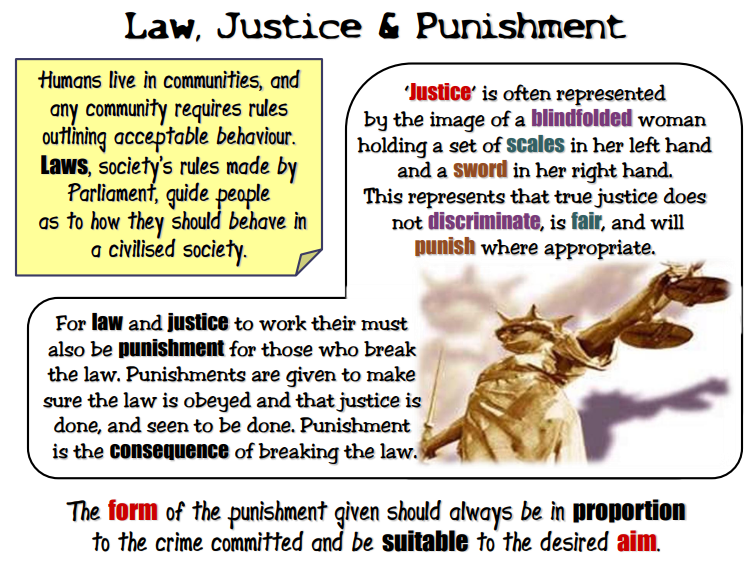 Law, Justice & Punishment
Humans live in communities, and
any community requires rules
outlining acceptable behaviour.
Laws, society's rules made by
Parliament, guide people
as to how they should behave in
a civilised society.
'Justice' is often represented
by the image of a blindfolded woman
holding a set of scales in her left hand
and a sword in her right hand.
This represents that true justice does
not discriminate, is fair, and will
punish where appropriate.
For law and justice to work their must
also be punishment for those who break
the law. Punishments are given to make
sure the law is obeyed and that justice is
done, and seen to be done. Punishment
is the consequence of breaking the law.
The form of the punishment given should always be in proportion
to the crime committed and be suitable to the desired aim.